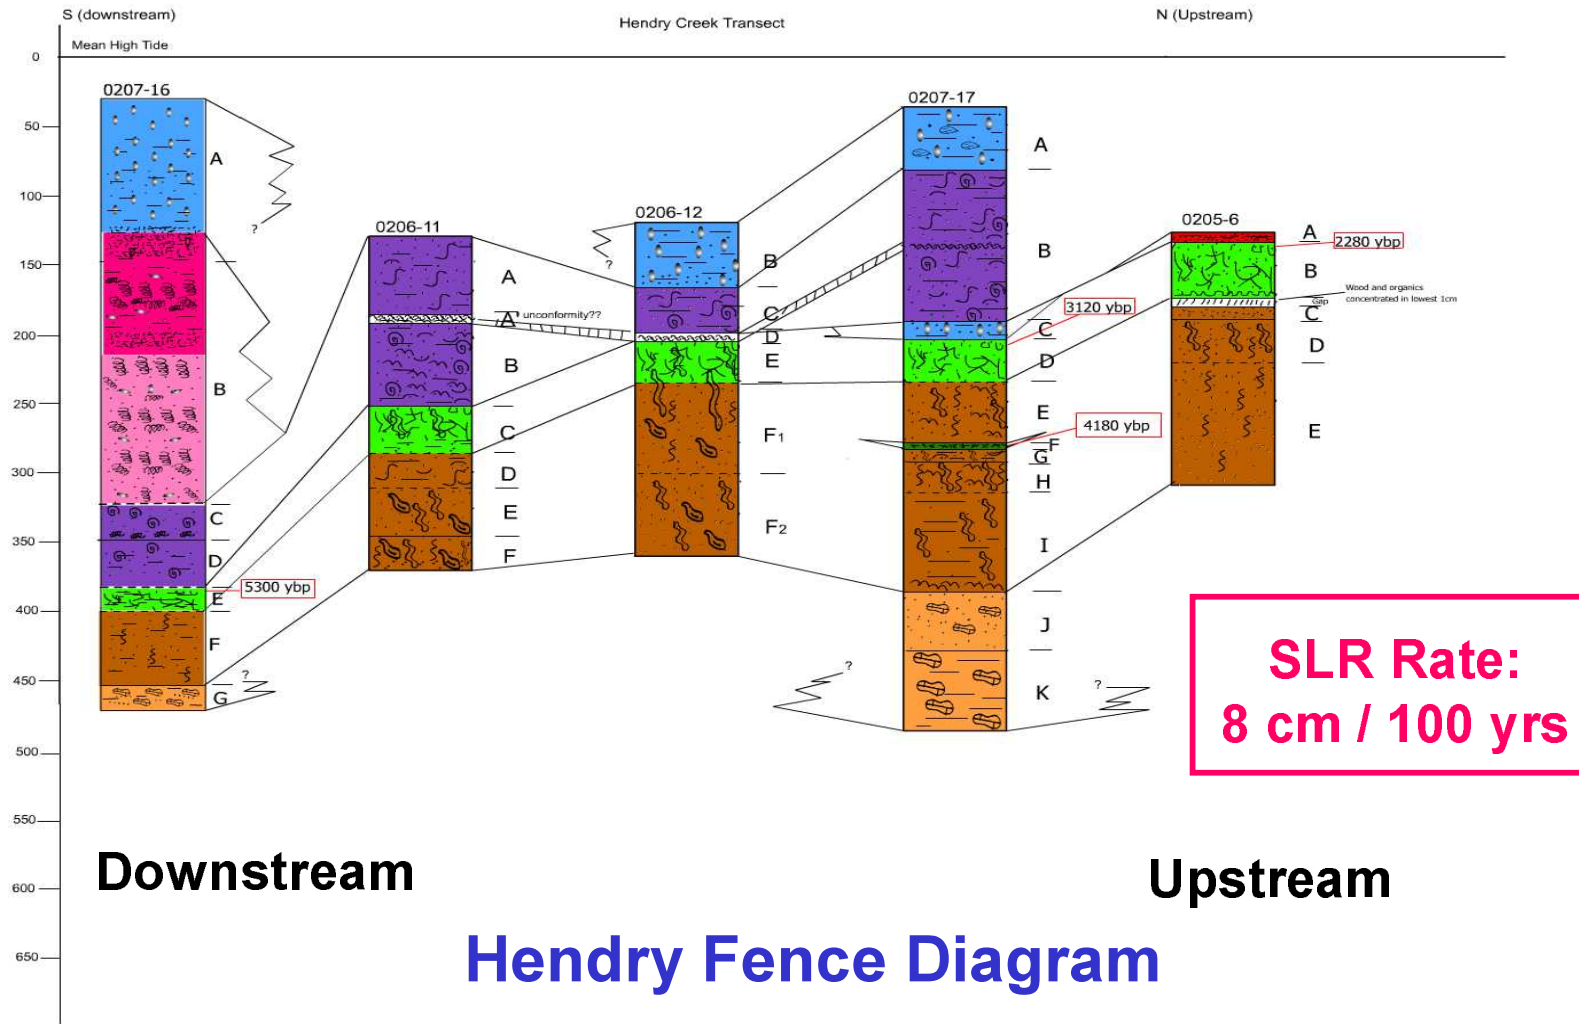 S (downstream)
Hendry Creek Transect
N (Upstream)
Mean High Tide
0
50
100
150
200
250
300
350
400
450
500
550
600
650
0207-16
A
?
B
C
D
E
5300 ybp
F
G
?
0206-11
A
A' unconformity??
B
C
D
E
F
0206-12
?
B
C
D
E
F1
F2
0207-17
A
B
C
3120 ybp
D
E
4180 ybp
F
G
H
I
J
K
?
?
0205-6
A
2280 ybp
B
Wood and organics
concentrated in lowest 1cm
Gap
C
D
E
SLR Rate:
8 cm / 100 yrs
Downstream
Upstream
Hendry Fence Diagram